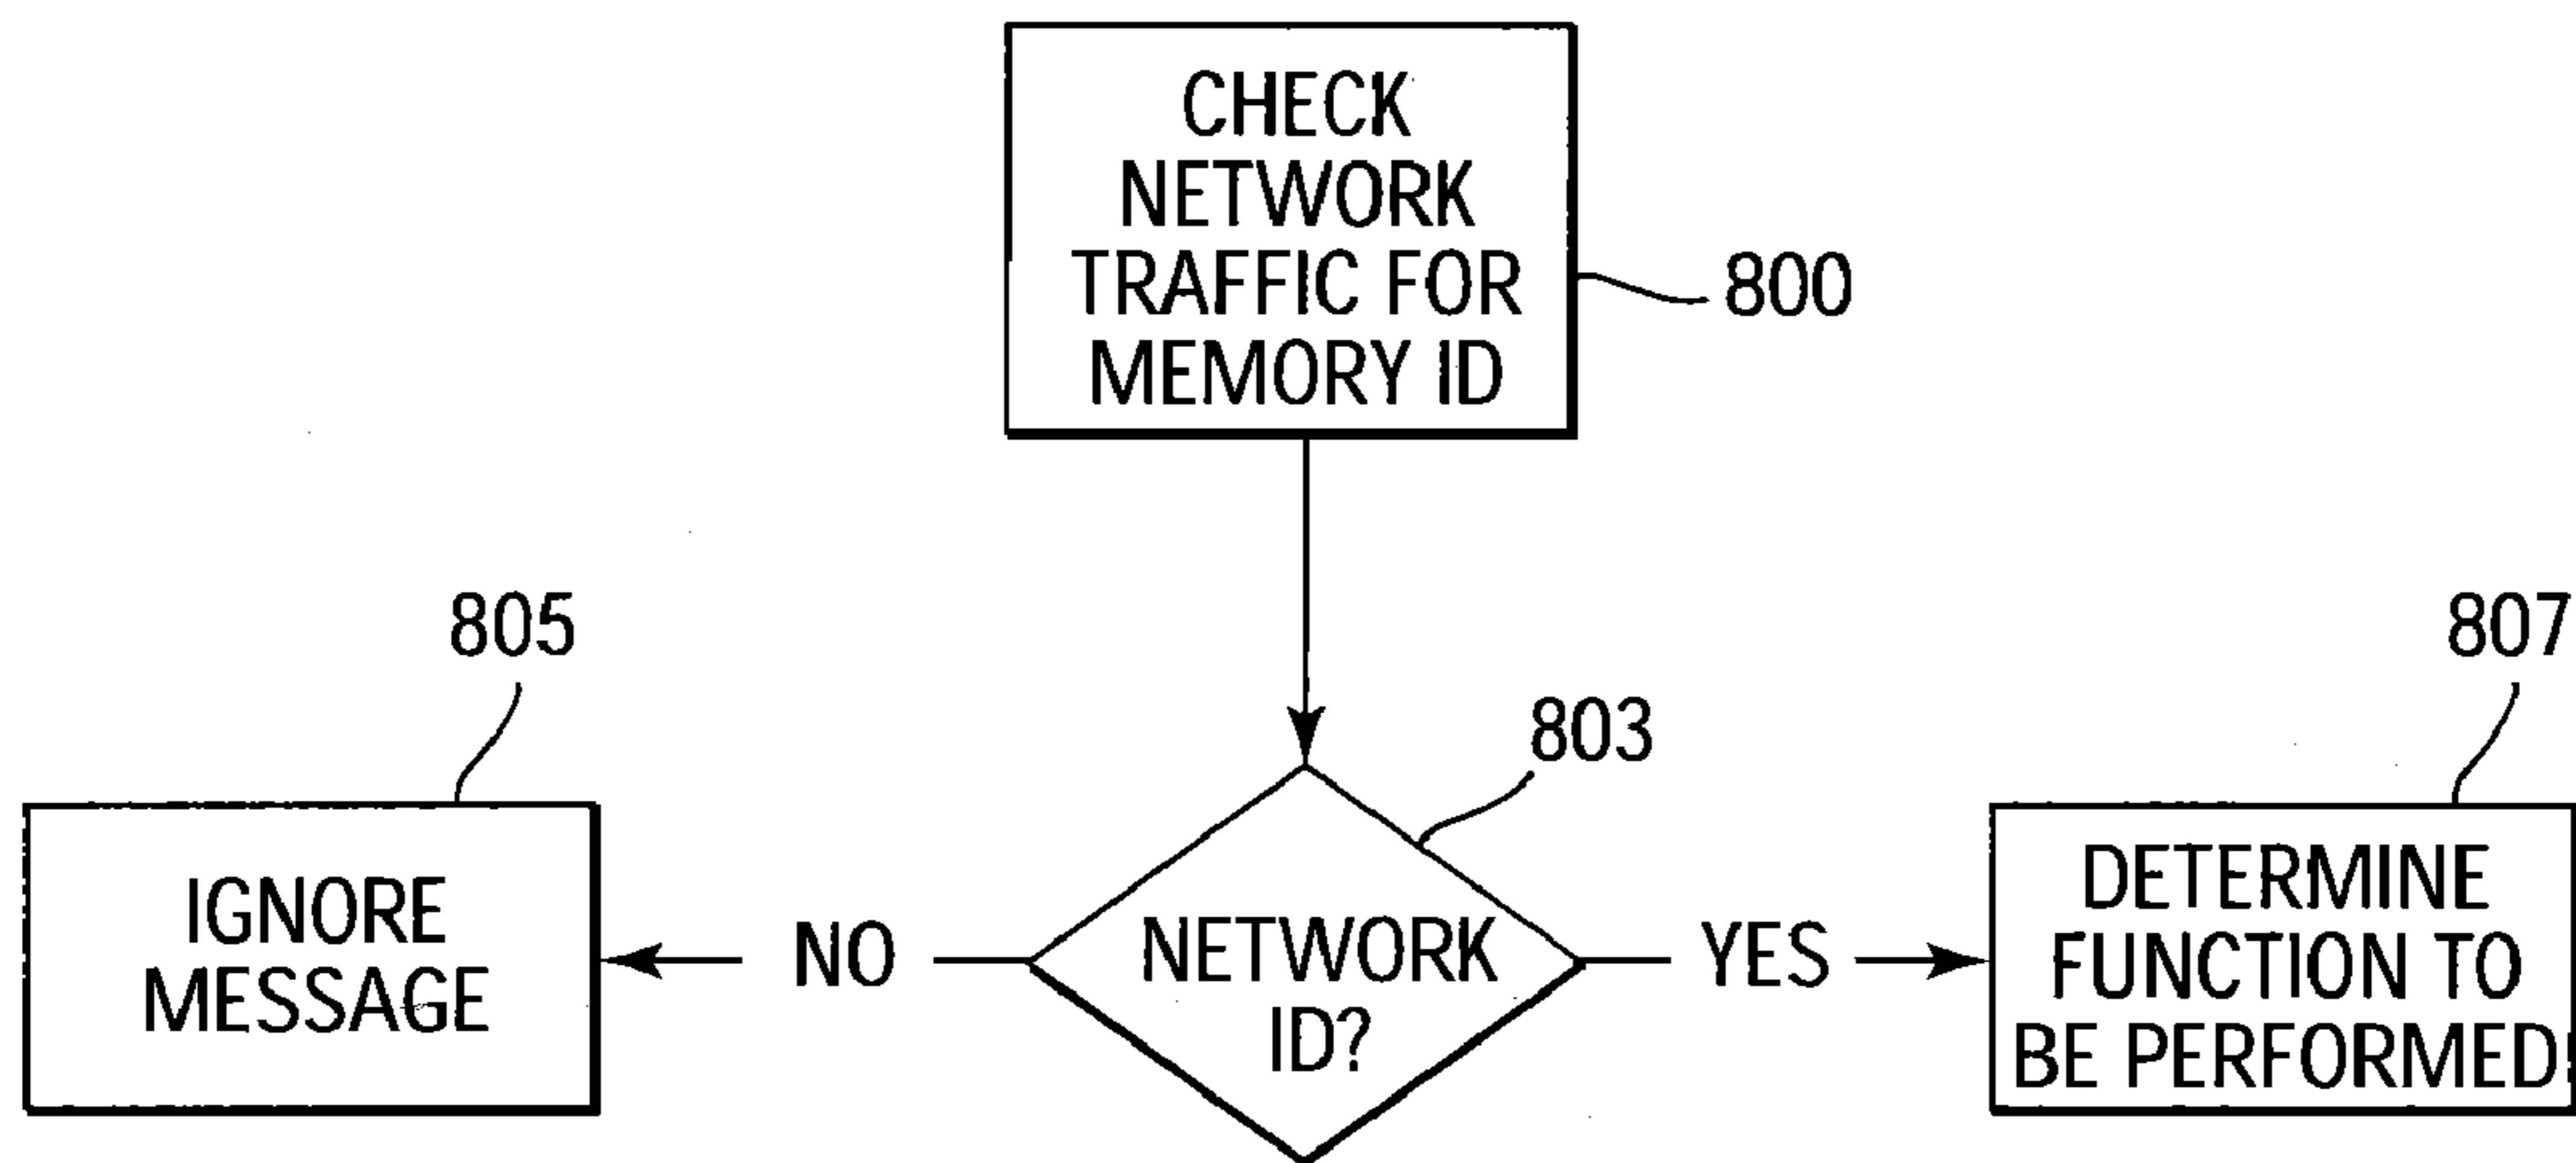 CHECK
NETWORK
TRAFFIC FOR
MEMORY ID
800
805
807
803
IGNORE
MESSAGE
NO
NETWORK
ID?
YES
DETERMINE
FUNCTION TO
BE PERFORMED.